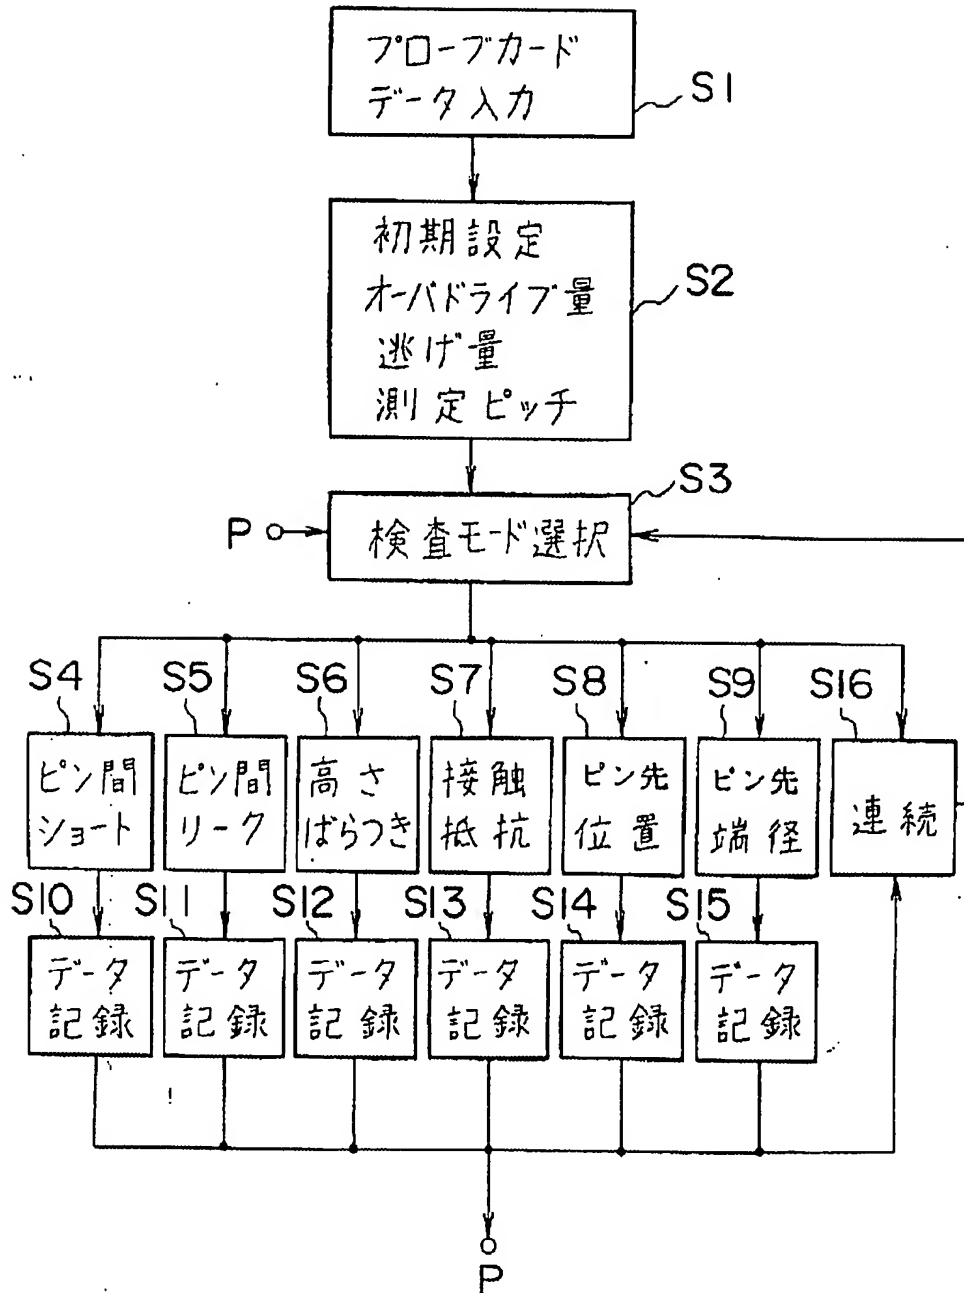 プローブカード
データ入力
S1
初期設定
オーバドライブ量
逃げ量
測定ピッチ
S2
S3
P
検査モード選択
S4
S5
S6
S7
S8
S9
S16
ピン間
ショート
ピン間
リーク
高さ
ばらつき
接触
抵抗
ピン先
位置
ピン先
端径
連続
S10
S11
S12
S13
S14
S15
データ
記録
データ
記録
データ
記録
データ
記録
データ
記録
データ
記録
P